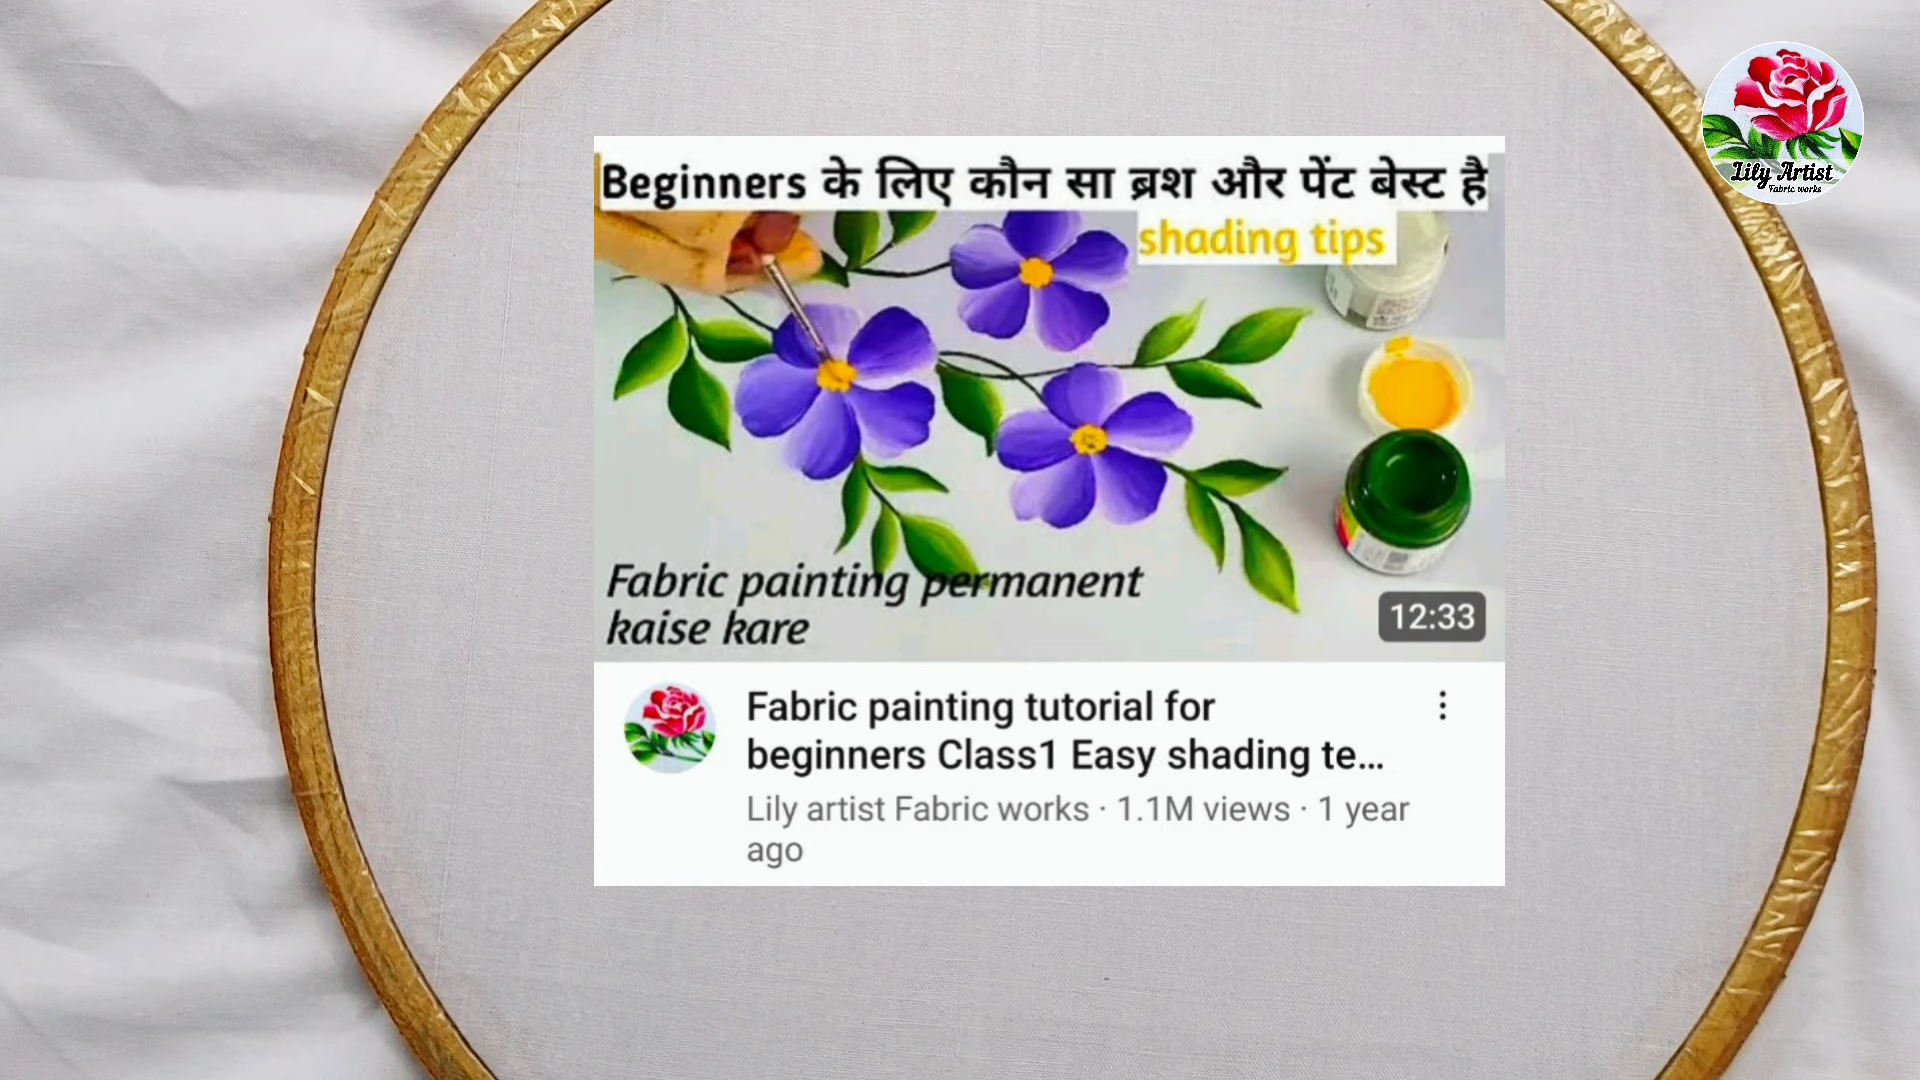 Beginners के लिए कौन सा ब्रश और पेंट बेस्ट है
shading tips
Fabric painting permanent
kaise kare
12:33
Fabric painting tutorial for
beginners Class1 Easy shading te...
Lily artist Fabric works · 1.1M views · 1 year
ago
Lily Artist
Fabric works